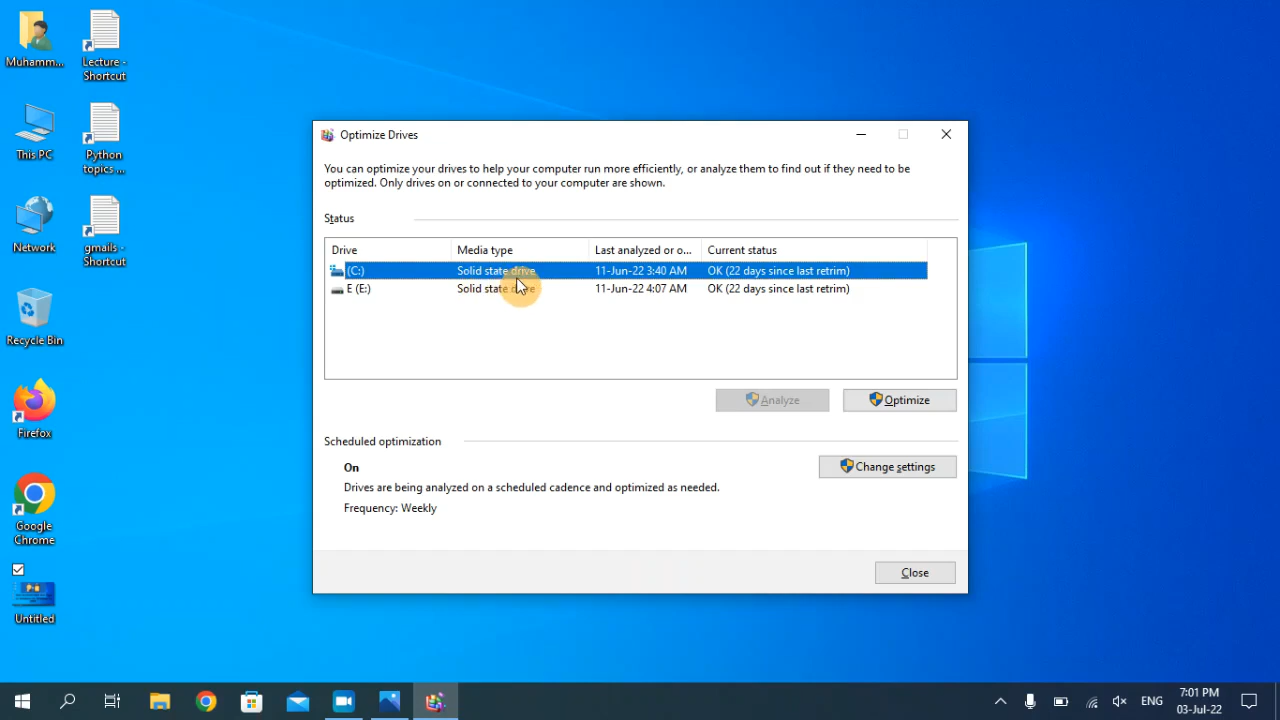 Muhamm...
Lecture -
Shortcut
This PC
Python
topics ...
Network
gmails -
Shortcut
Recycle Bin
Firefox
Google
Chrome
Untitled
Optimize Drives
You can optimize your drives to help your computer run more efficiently, or analyze them to find out if they need to be
optimized. Only drives on or connected to your computer are shown.
Status
Drive Media type Last analyzed or o... Current status
(C:) Solid state drive 11-Jun-22 3:40 AM OK (22 days since last retrim)
E (E:) Solid state drive 11-Jun-22 4:07 AM OK (22 days since last retrim)
Analyze Optimize
Scheduled optimization
On
Change settings
Drives are being analyzed on a scheduled cadence and optimized as needed.
Frequency: Weekly
Close
ENG 7:01 PM
03-Jul-22